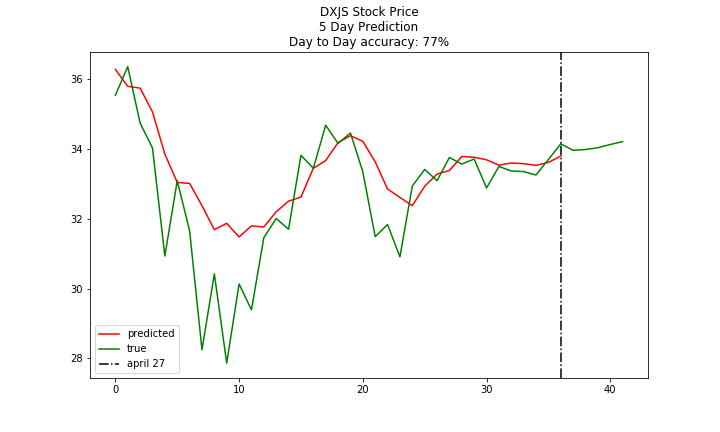 DXJS Stock Price
5 Day Prediction
Day to Day accuracy: 77%
36
34
32
30
28
predicted
true
april 27
0
10
20
30
40